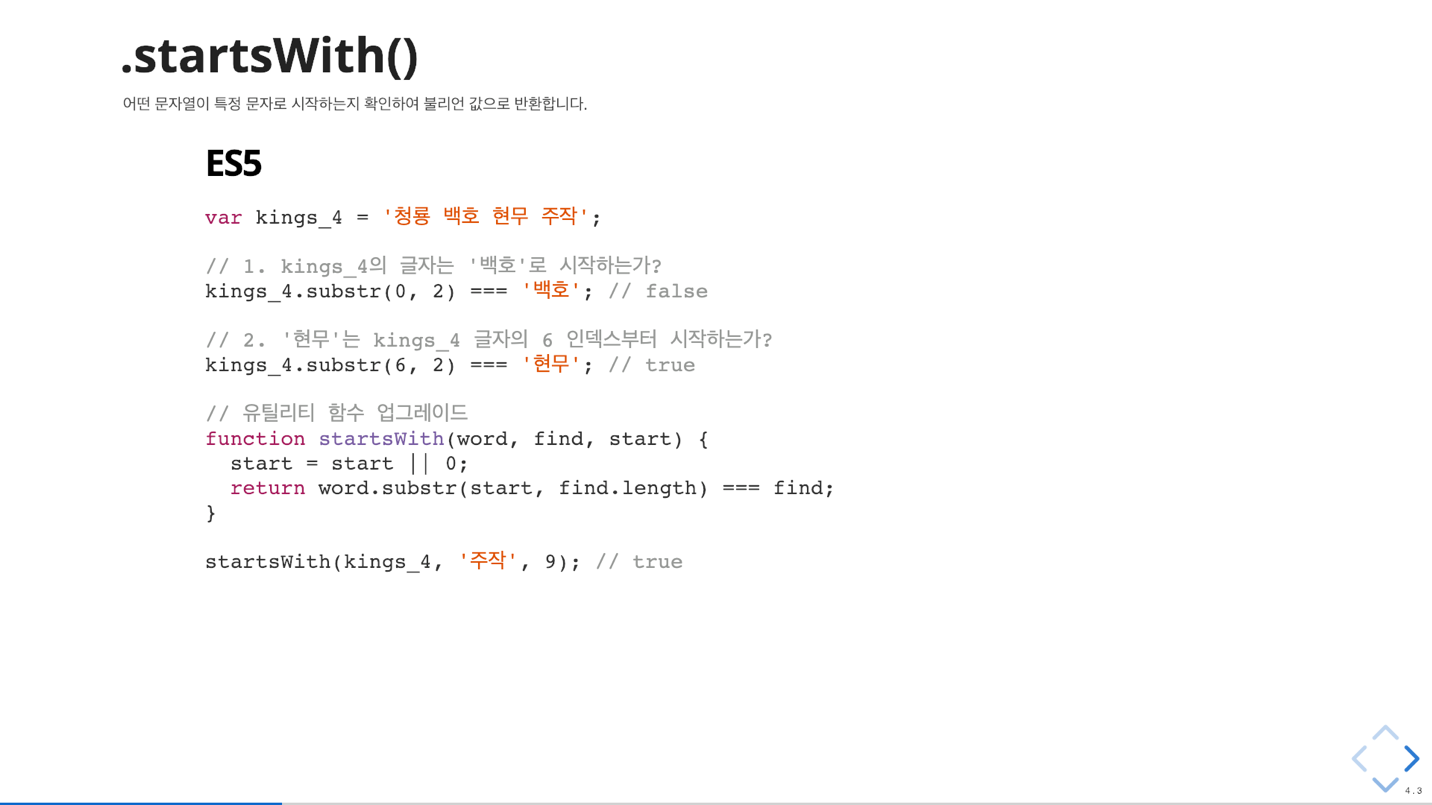 .startsWith()
어떤 문자열이 특정 문자로 시작하는지 확인하여 불리언 값으로 반환합니다.
ES5
var kings_4 = '청룡 백호 현무 주작';
// 1. kings_4의 글자는 '백호'로 시작하는가?
kings_4.substr(0, 2) === '백호'; // false
// 2. '현무'는 kings_4 글자의 6 인덱스부터 시작하는가?
kings_4.substr(6, 2) === '현무'; // true
// 유틸리티 함수 업그레이드
function startsWith(word, find, start) {
  start = start || 0;
  return word.substr(start, find.length) === find;
}
startsWith(kings_4, '주작', 9); // true
4.3